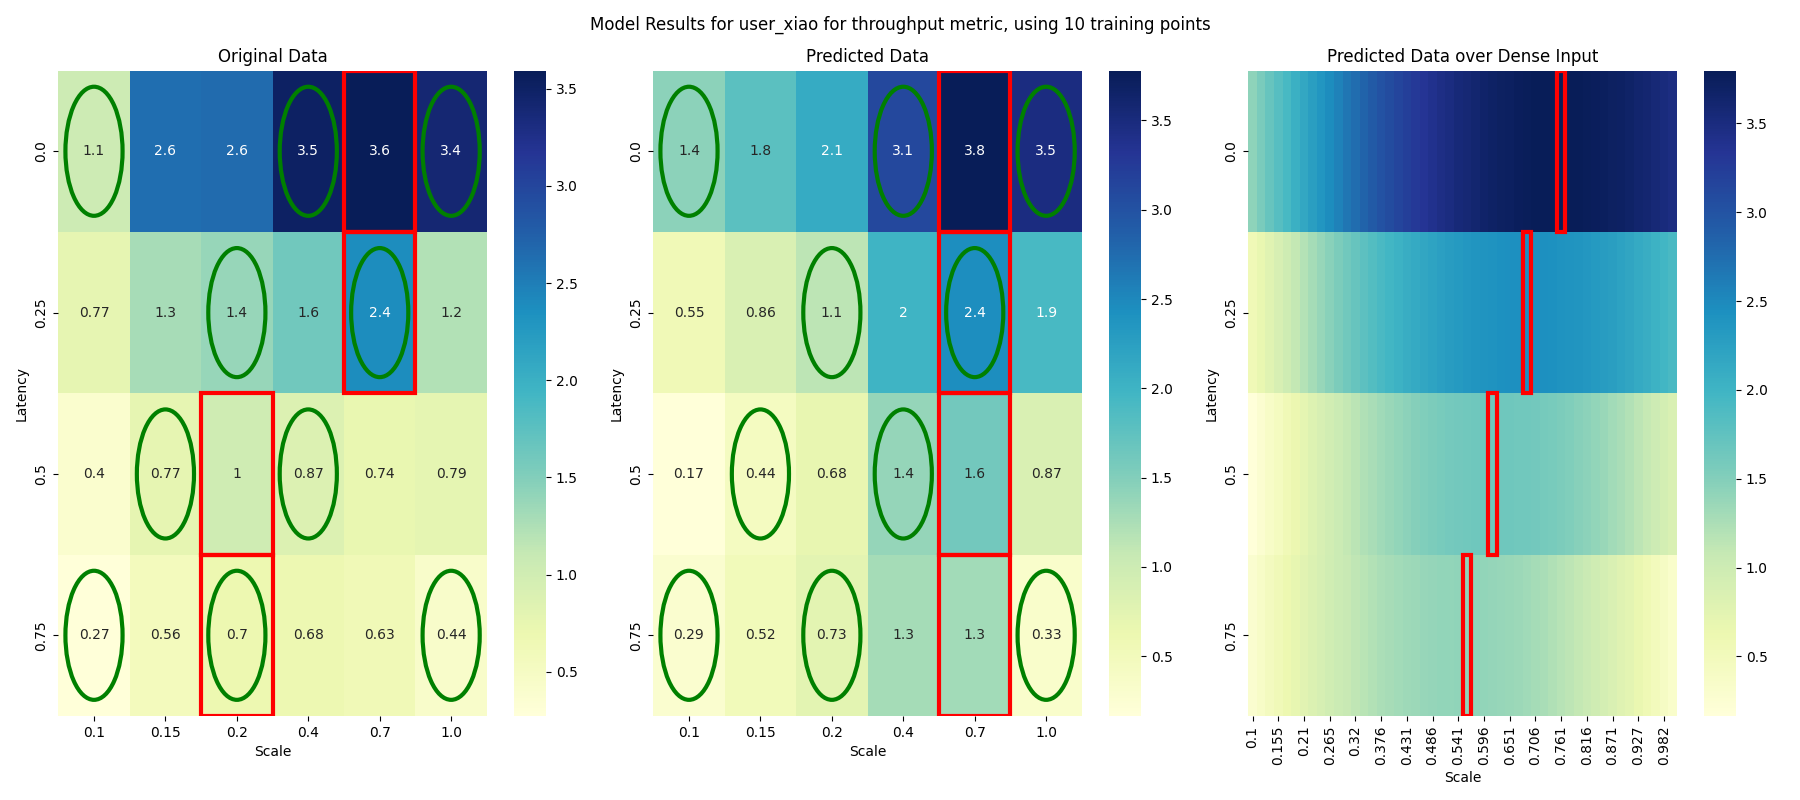 Model Results for user_xiao for throughput metric, using 10 training points
Original Data
1.1 2.6 2.6 3.5 3.6 3.4
0.77 1.3 1.4 1.6 2.4 1.2
0.4 0.77 1 0.87 0.74 0.79
0.27 0.56 0.7 0.68 0.63 0.44
0.0
0.25
0.5
0.75
Latency
0.1 0.15 0.2 0.4 0.7 1.0
Scale
3.5
3.0
2.5
2.0
1.5
1.0
0.5
Predicted Data
1.4 1.8 2.1 3.1 3.8 3.5
0.55 0.86 1.1 2 2.4 1.9
0.17 0.44 0.68 1.4 1.6 0.87
0.29 0.52 0.73 1.3 1.3 0.33
0.0
0.25
0.5
0.75
Latency
0.1 0.15 0.2 0.4 0.7 1.0
Scale
3.5
3.0
2.5
2.0
1.5
1.0
0.5
Predicted Data over Dense Input
0.0
0.25
0.5
0.75
Latency
0.1 0.155 0.21 0.265 0.32 0.376 0.431 0.486 0.541 0.596 0.651 0.706 0.761 0.816 0.871 0.927 0.982
Scale
3.5
3.0
2.5
2.0
1.5
1.0
0.5